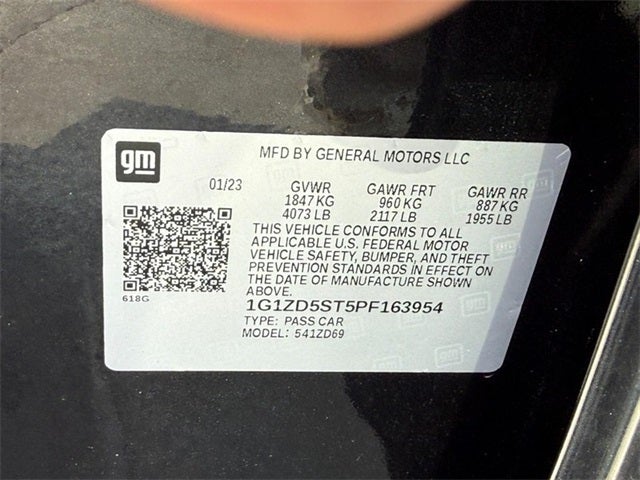 gm
MFD BY GENERAL MOTORS LLC
01/23 GVWR GAWR FRT GAWR RR
1847 KG 960 KG 887 KG
4073 LB 2117 LB 1955 LB
THIS VEHICLE CONFORMS TO ALL
APPLICABLE U.S. FEDERAL MOTOR
VEHICLE SAFETY, BUMPER, AND THEFT
PREVENTION STANDARDS IN EFFECT ON
THE DATE OF MANUFACTURE SHOWN
ABOVE.
618G
1G1ZD5ST5PF163954
TYPE: PASS CAR
MODEL: 541ZD69